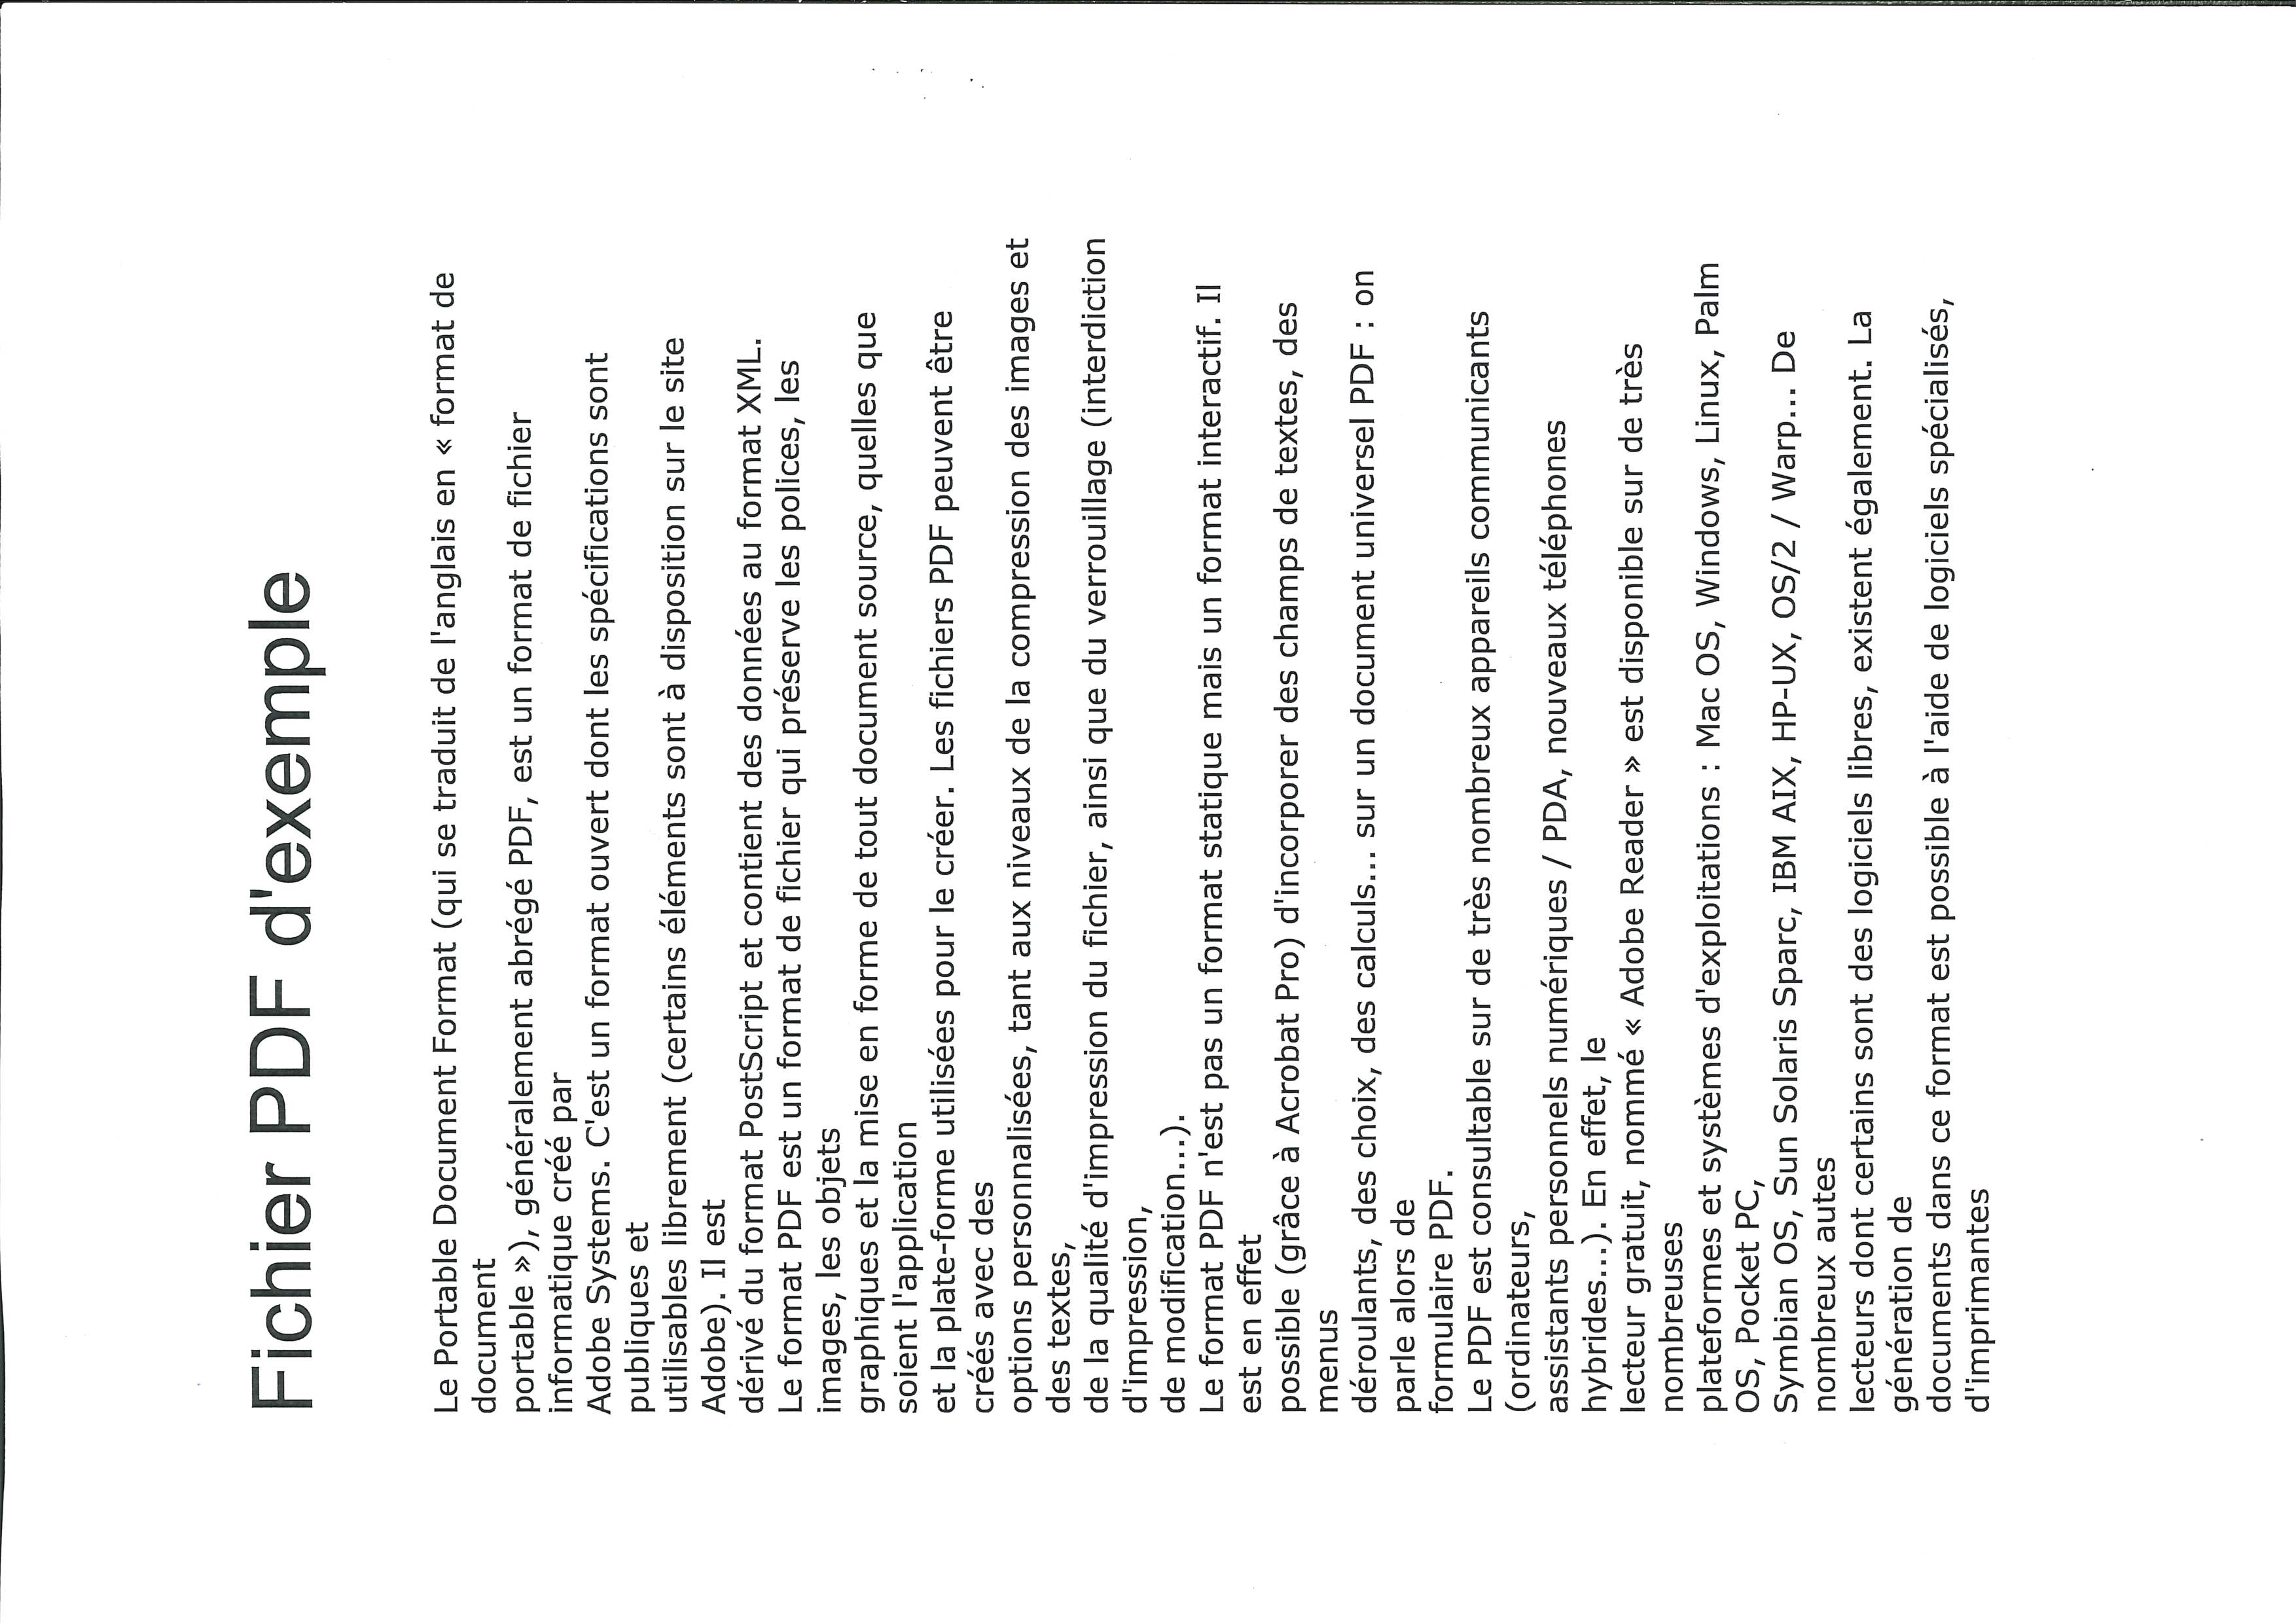 Fichier PDF d'exemple
Le Portable Document Format (qui se traduit de l'anglais en « format de
document
portable »), généralement abrégé PDF, est un format de fichier
informatique créé par
Adobe Systems. C'est un format ouvert dont les spécifications sont
publiques et
utilisables librement (certains éléments sont à disposition sur le site
Adobe). Il est
dérivé du format PostScript et contient des données au format XML.
Le format PDF est un format de fichier qui préserve les polices, les
images, les objets
graphiques et la mise en forme de tout document source, quelles que
soient l'application
et la plate-forme utilisées pour le créer. Les fichiers PDF peuvent être
créés avec des
options personnalisées, tant aux niveaux de la compression des images et
des textes,
de la qualité d'impression du fichier, ainsi que du verrouillage (interdiction
d'impression,
de modification...).
Le format PDF n'est pas un format statique mais un format interactif. Il
est en effet
possible (grâce à Acrobat Pro) d'incorporer des champs de textes, des
menus
déroulants, des choix, des calculs... sur un document universel PDF : on
parle alors de
formulaire PDF.
Le PDF est consultable sur de très nombreux appareils communicants
(ordinateurs,
assistants personnels numériques / PDA, nouveaux téléphones
hybrides...). En effet, le
lecteur gratuit, nommé « Adobe Reader » est disponible sur de très
nombreuses
plateformes et systèmes d'exploitations : Mac OS, Windows, Linux, Palm
OS, Pocket PC,
Symbian OS, Sun Solaris Sparc, IBM AIX, HP-UX, OS/2 / Warp... De
nombreux autes
lecteurs dont certains sont des logiciels libres, existent également. La
génération de
documents dans ce format est possible à l'aide de logiciels spécialisés,
d'imprimantes